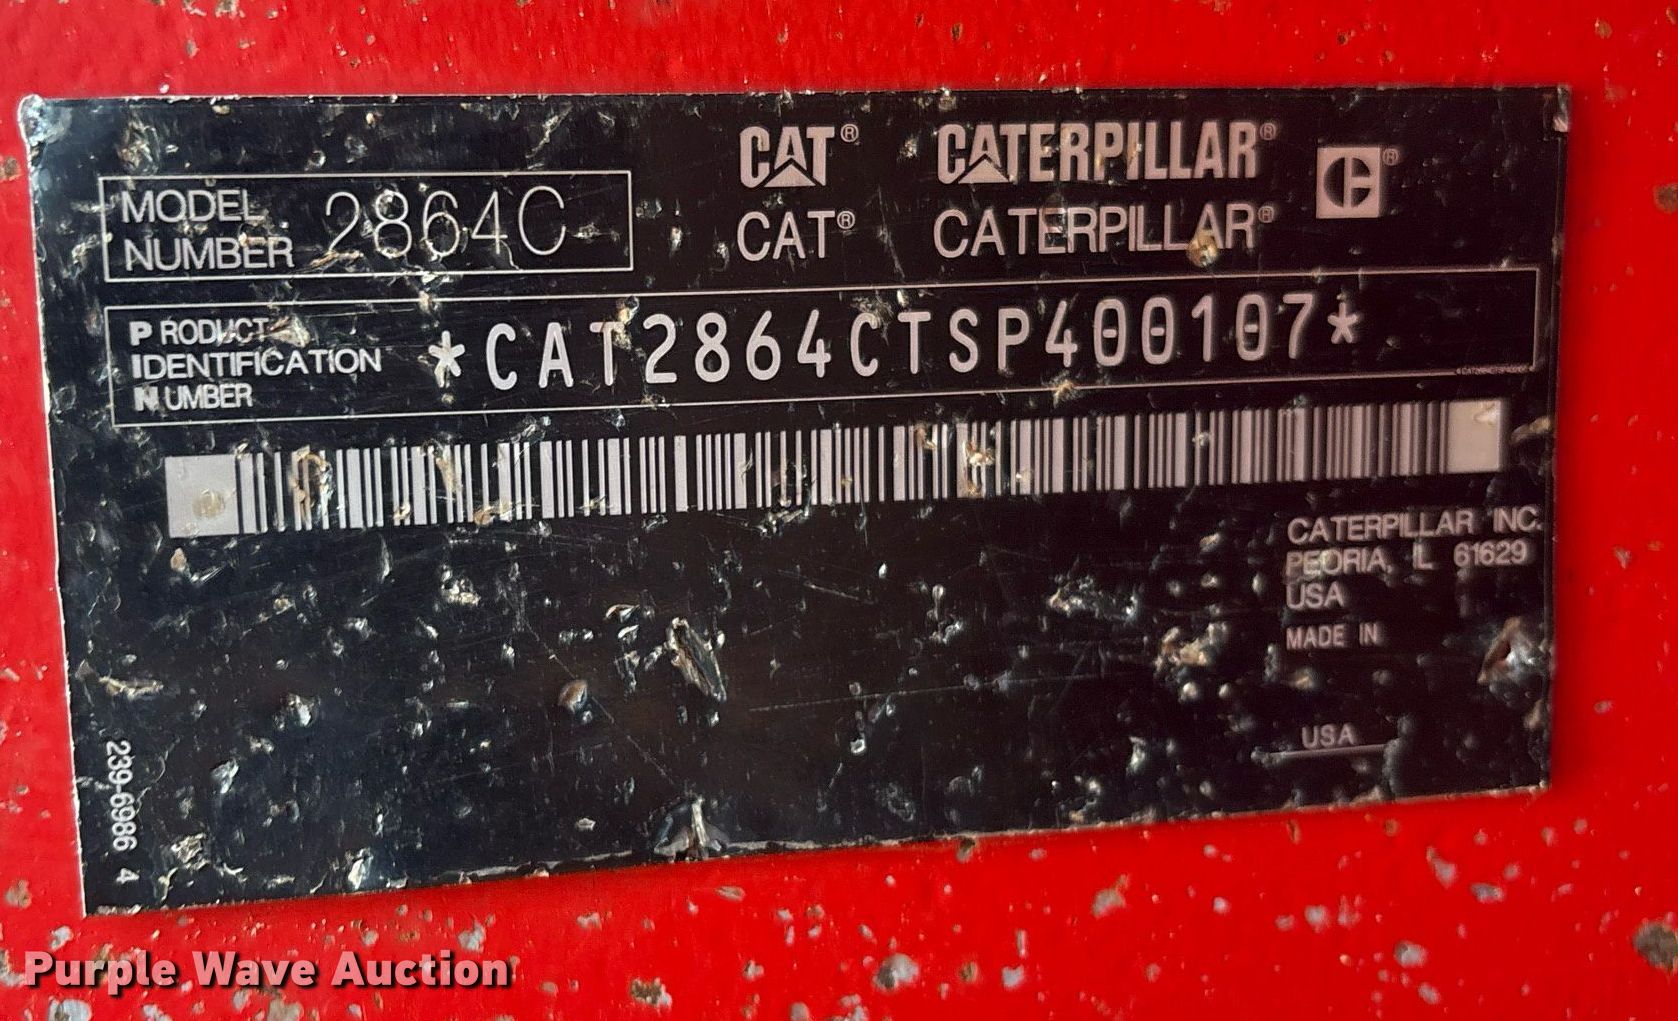 CAT® CATERPILLAR®
CAT® CATERPILLAR®
MODEL NUMBER 2864C
PRODUCT IDENTIFICATION NUMBER *CAT2864CTSP400107*
CATERPILLAR INC.
PEORIA, IL 61629
USA
MADE IN
USA
239-6986 4
Purple Wave Auction